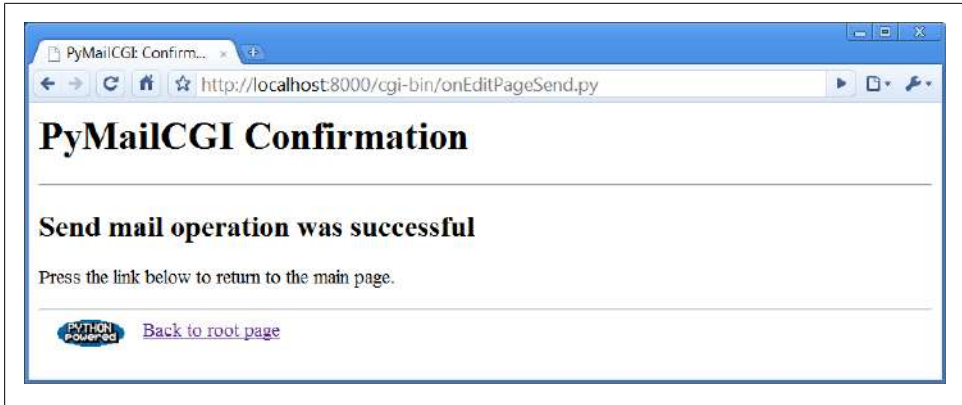 PyMailCGI: Confirm...
http://localhost:8000/cgi-bin/onEditPageSend.py
PyMailCGI Confirmation
Send mail operation was successful
Press the link below to return to the main page.
PYTHON
Powered
Back to root page